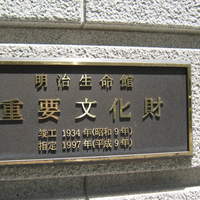 明治生命館
重要文化財
竣工 1934 年(昭和 9 年)
指定 1997 年(平成 9 年)